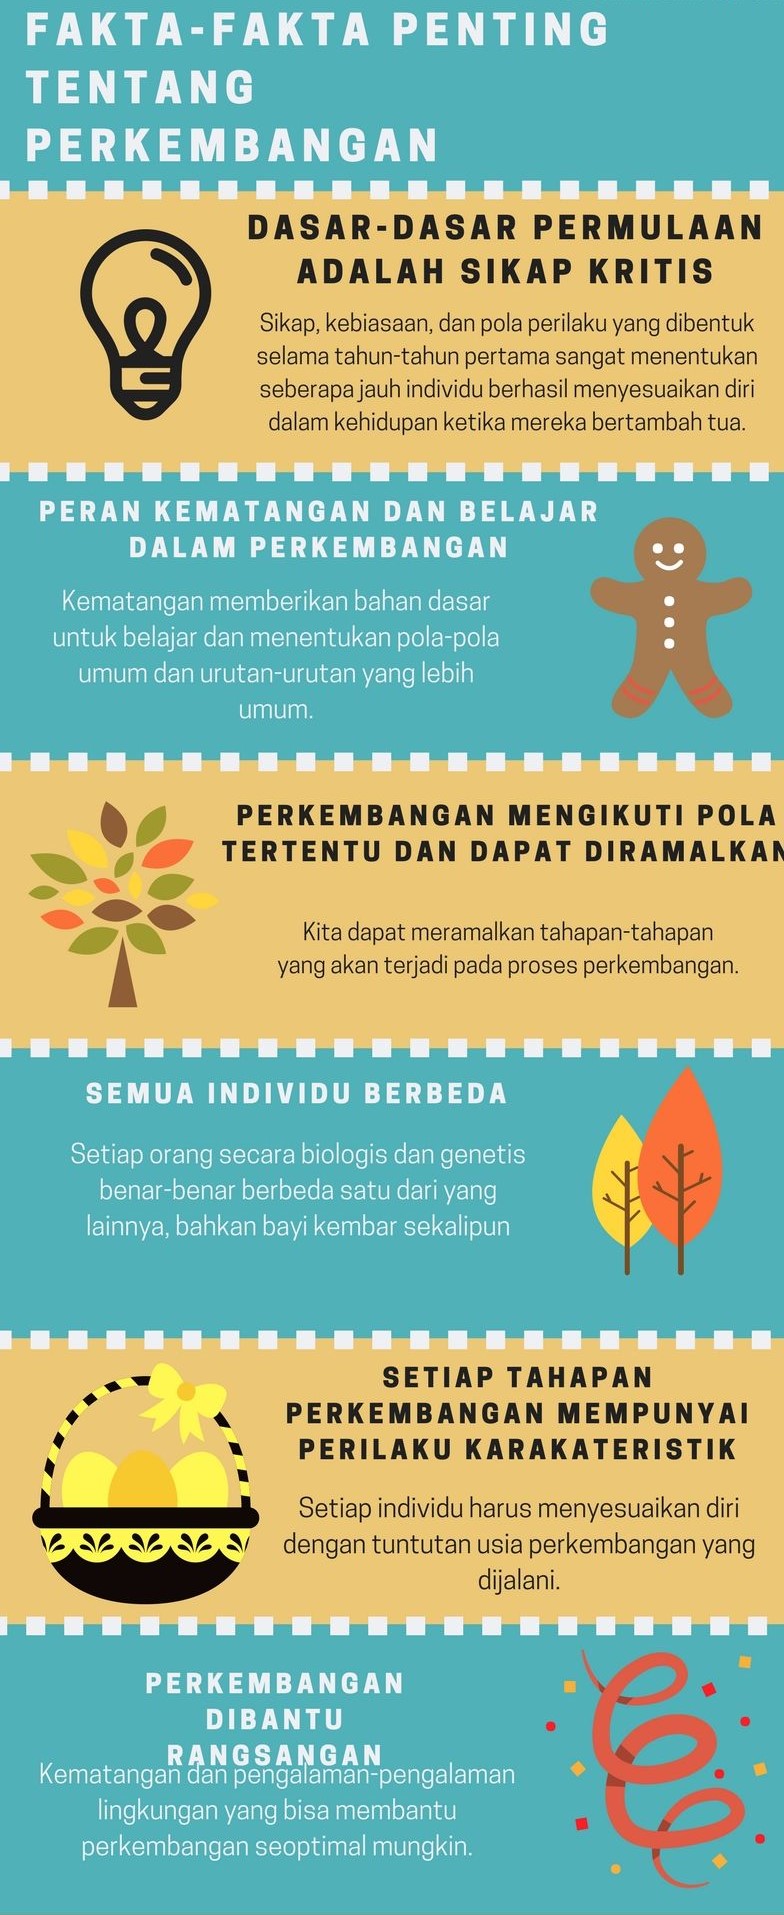 FAKTA-FAKTA PENTING
TENTANG
PERKEMBANGAN
DASAR-DASAR PERMULAAN
ADALAH SIKAP KRITIS
Sikap, kebiasaan, dan pola perilaku yang dibentuk
selama tahun-tahun pertama sangat menentukan
seberapa jauh individu berhasil menyesuaikan diri
dalam kehidupan ketika mereka bertambah tua.
PERAN KEMATANGAN DAN BELAJAR
DALAM PERKEMBANGAN
Kematangan memberikan bahan dasar
untuk belajar dan menentukan pola-pola
umum dan urutan-urutan yang lebih
umum.
PERKEMBANGAN MENGIKUTI POLA
TERTENTU DAN DAPAT DIRAMALKAN
Kita dapat meramalkan tahapan-tahapan
yang akan terjadi pada proses perkembangan.
SEMUA INDIVIDU BERBEDA
Setiap orang secara biologis dan genetis
benar-benar berbeda satu dari yang
lainnya, bahkan bayi kembar sekalipun
SETIAP TAHAPAN
PERKEMBANGAN MEMPUNYAI
PERILAKU KARAKATERISTIK
Setiap individu harus menyesuaikan diri
dengan tuntutan usia perkembangan yang
dijalani.
PERKEMBANGAN
DIBANTU
RANGSANGAN
Kematangan dan pengalaman-pengalaman
lingkungan yang bisa membantu
perkembangan seoptimal mungkin.